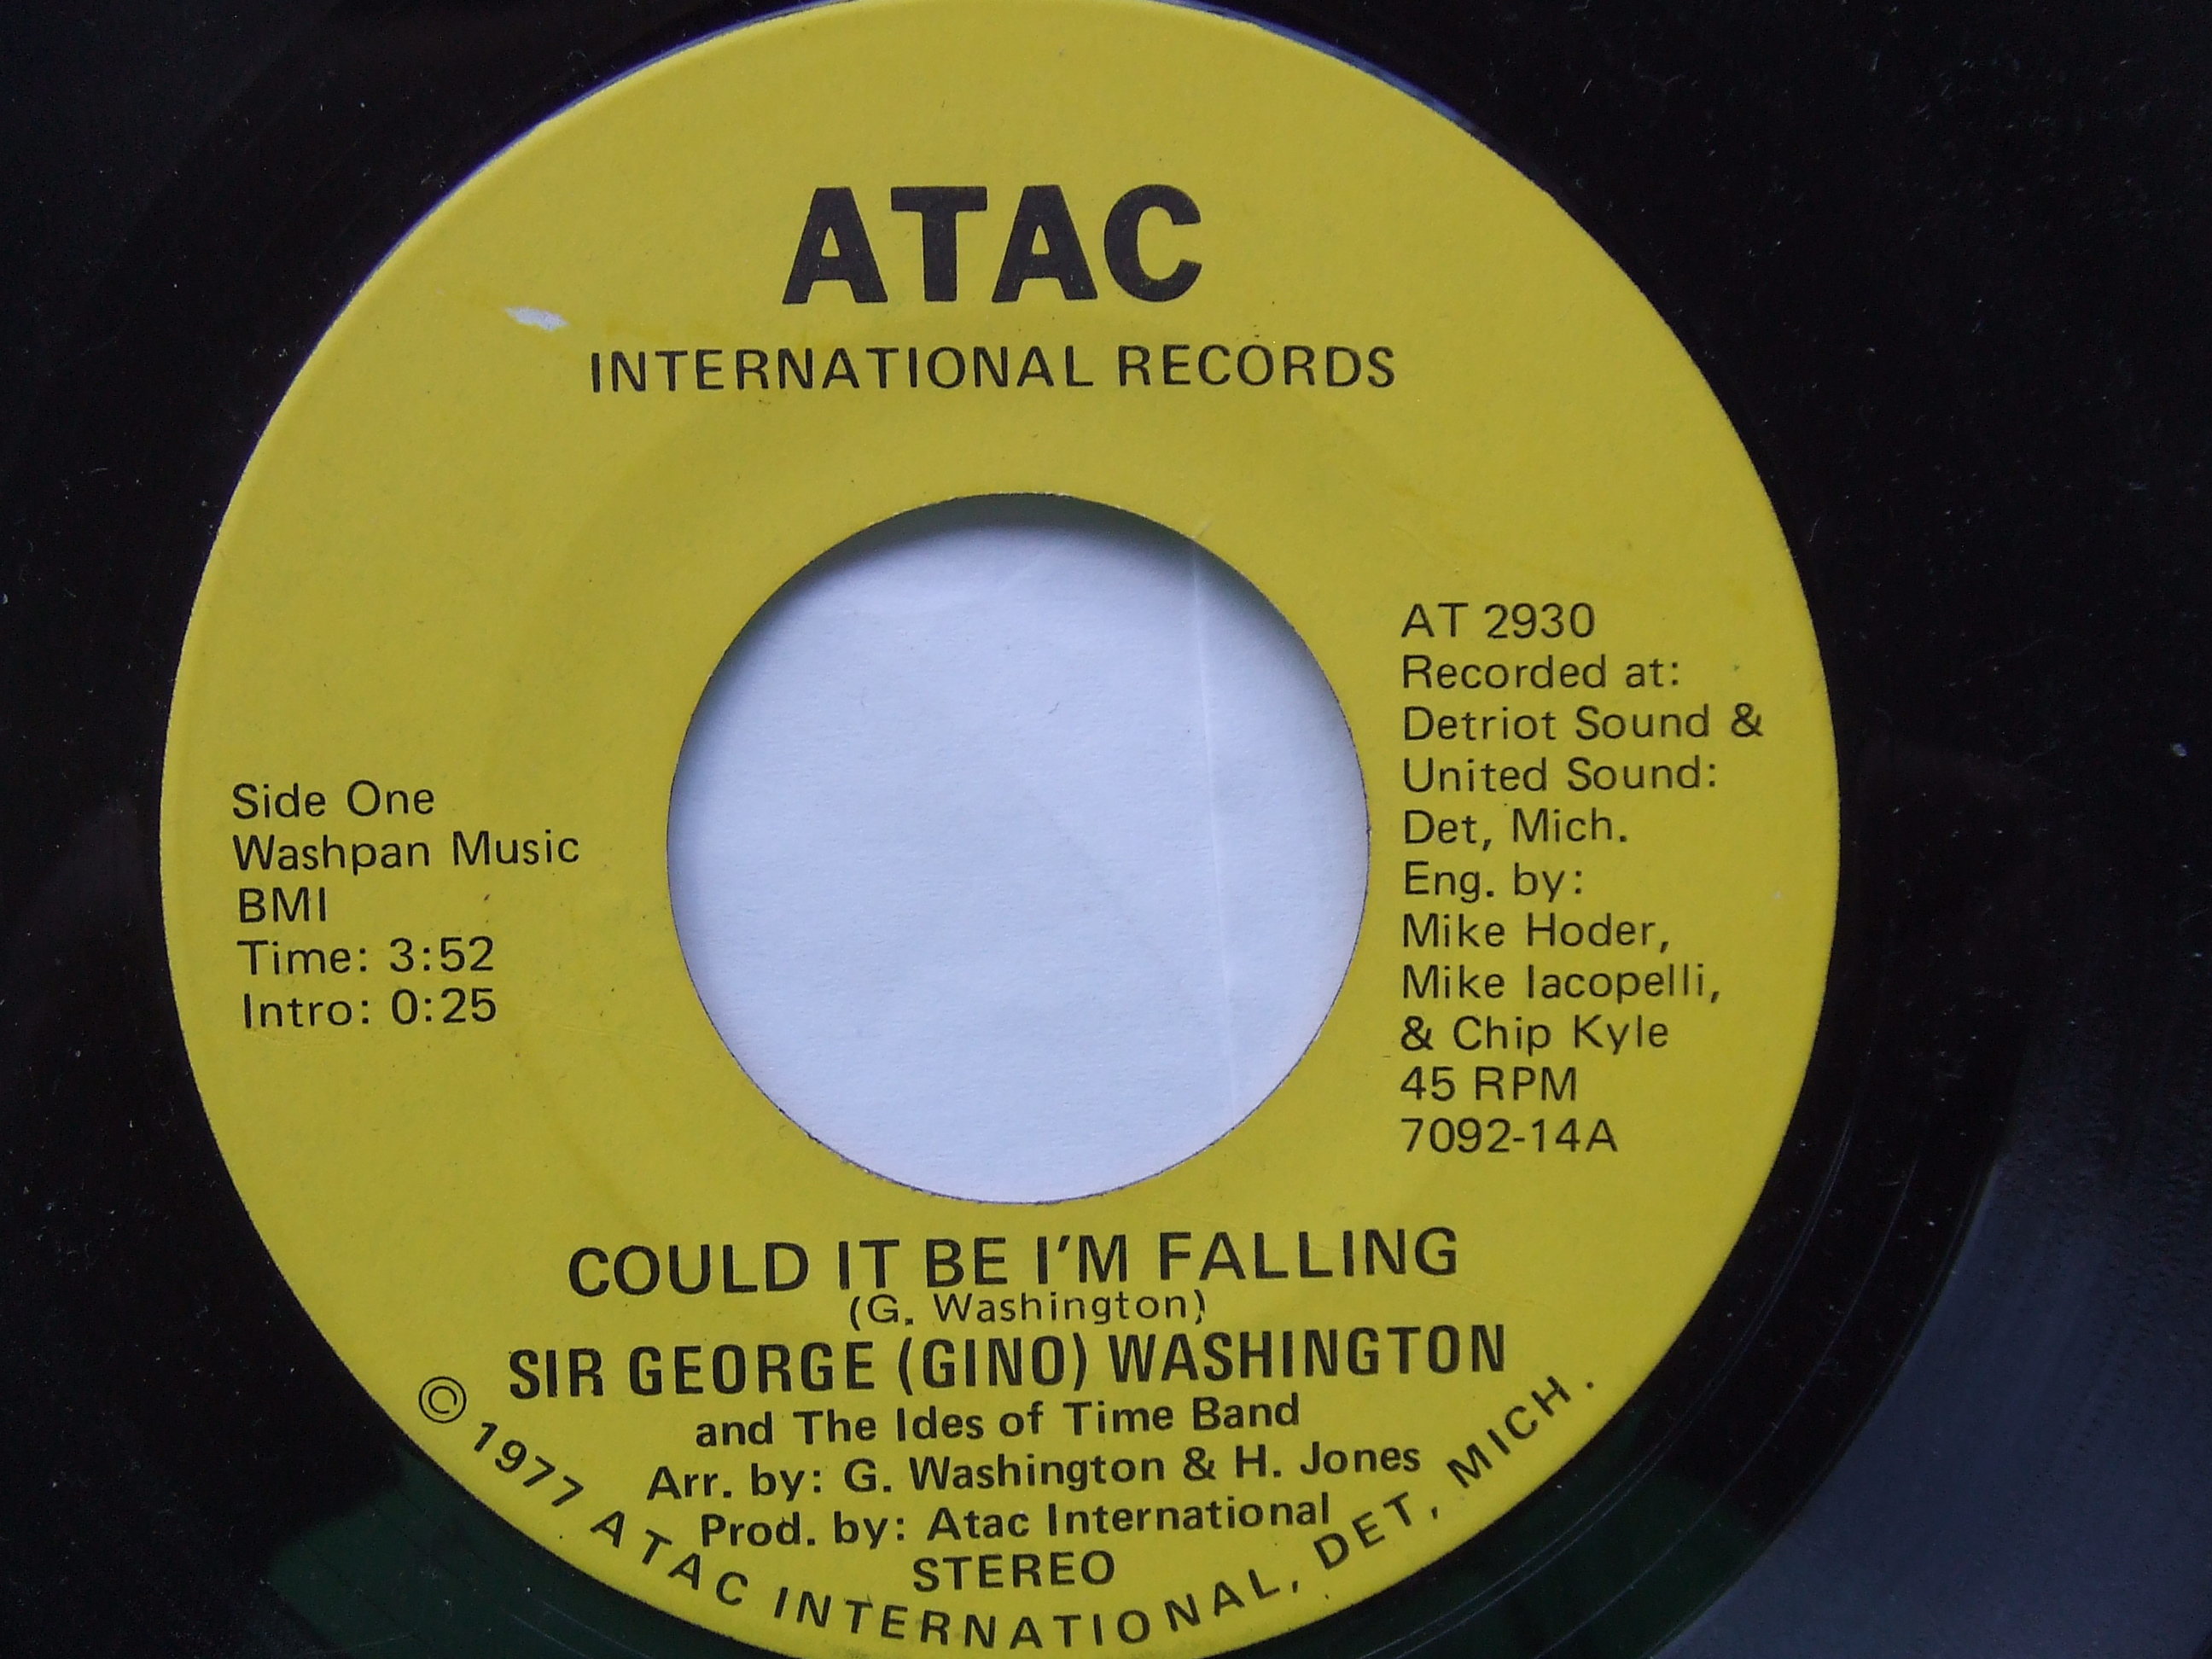 ATAC
INTERNATIONAL RECORDS
Side One
Washpan Music
BMI
Time: 3:52
Intro: 0:25
AT 2930
Recorded at:
Detriot Sound &
United Sound:
Det, Mich.
Eng. by:
Mike Hoder,
Mike Iacopelli,
& Chip Kyle
45 RPM
7092-14A
COULD IT BE I'M FALLING
(G. Washington)
SIR GEORGE (GINO) WASHINGTON
and The Ides of Time Band
Arr. by: G. Washington & H. Jones
Prod. by: Atac International
STEREO
© 1977 ATAC INTERNATIONAL, DET, MICH.